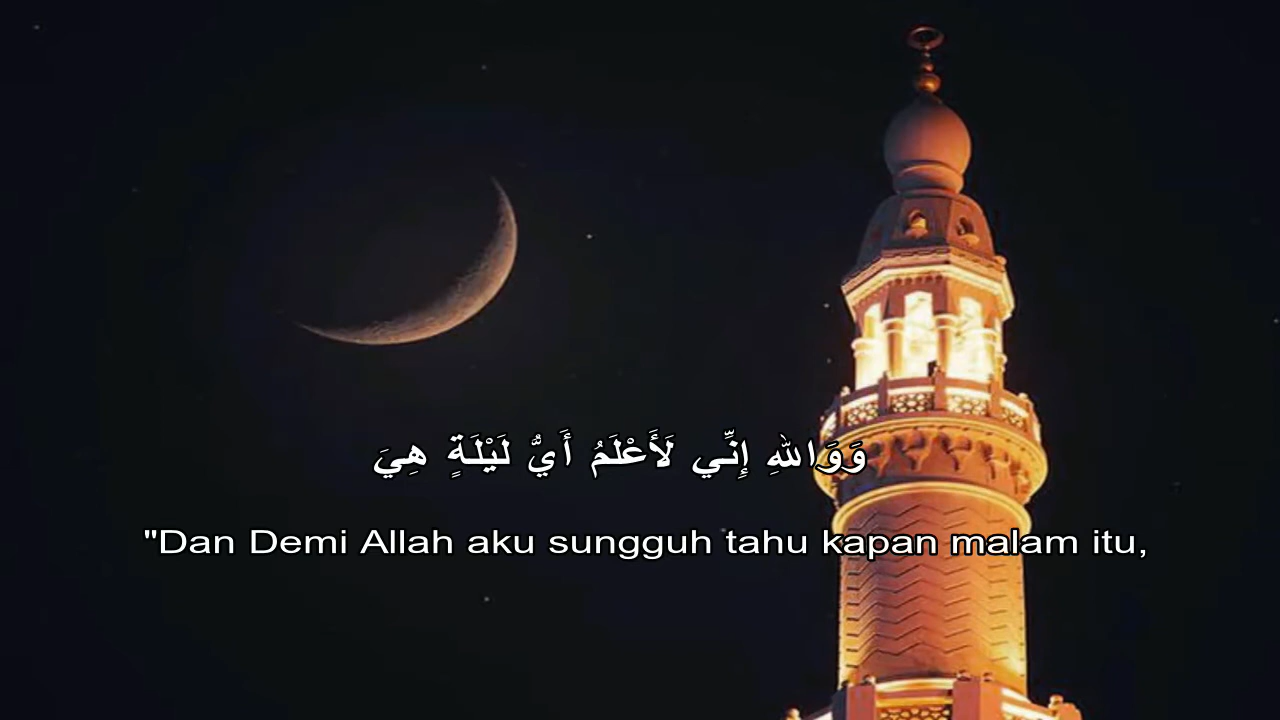 وَوَاللهِ إِنِّي لَأَعْلَمُ أَيُّ لَيْلَةٍ هِيَ
"Dan Demi Allah aku sungguh tahu kapan malam itu,